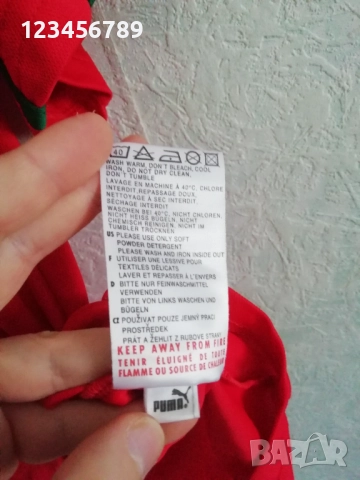 123456789
40
WASH WARM, DON'T BLEACH, COOL
IRON, DO NOT DRY CLEAN,
DON'T TUMBLE
LAVAGE EN MACHINE À 40°C, CHLORE
INTERDIT, REPASSAGE DOUX,
NETTOYAGE À SEC INTERDIT,
SÉCHAGE INTERDIT
WASCHEN BEI 40°C, NICHT CHLOREN,
NICHT HEISS BÜGELN, NICHT
CHEMISCH REINIGEN, NICHT IM
TUMBLER TROCKNEN
US PLEASE USE ONLY SOFT
POWDER DETERGENT
PLEASE WASH AND IRON INSIDE OUT
F UTILISER UNE LESSIVE POUR
TEXTILES DÉLICATS
LAVER ET REPASSER À L'ENVERS
D BITTE NUR FEINWASCHMITTEL
VERWENDEN
BITTE VON LINKS WASCHEN UND
BÜGELN
CZ POUŽÍVAT POUZE JEMNÝ PRACÍ
PROSTŘEDEK
PRÁT A ŽEHLIT Z RUBOVÉ STRANY
KEEP AWAY FROM FIRE
TENIR ÉLUIGNÉ DE TOUTE
FLAMME OU SOURCE DE CHALEUR
PUMA
BAZAR